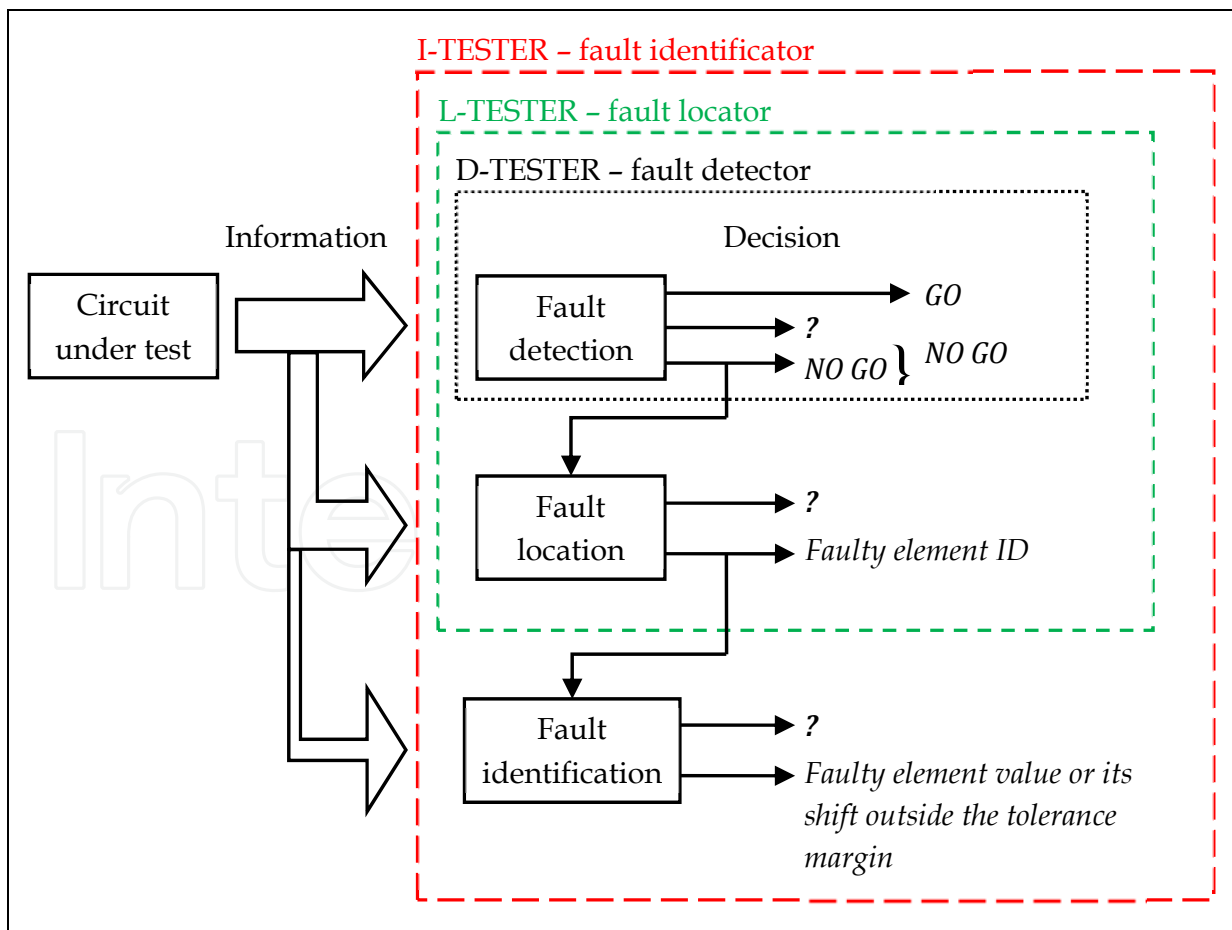 I-TESTER – fault identificator
L-TESTER – fault locator
D-TESTER – fault detector
Information
Decision
Circuit
under test
Fault
detection
GO
?
NO GO }
NO GO
Fault
location
?
Faulty element ID
Fault
identification
?
Faulty element value or its
shift outside the tolerance
margin
Inte